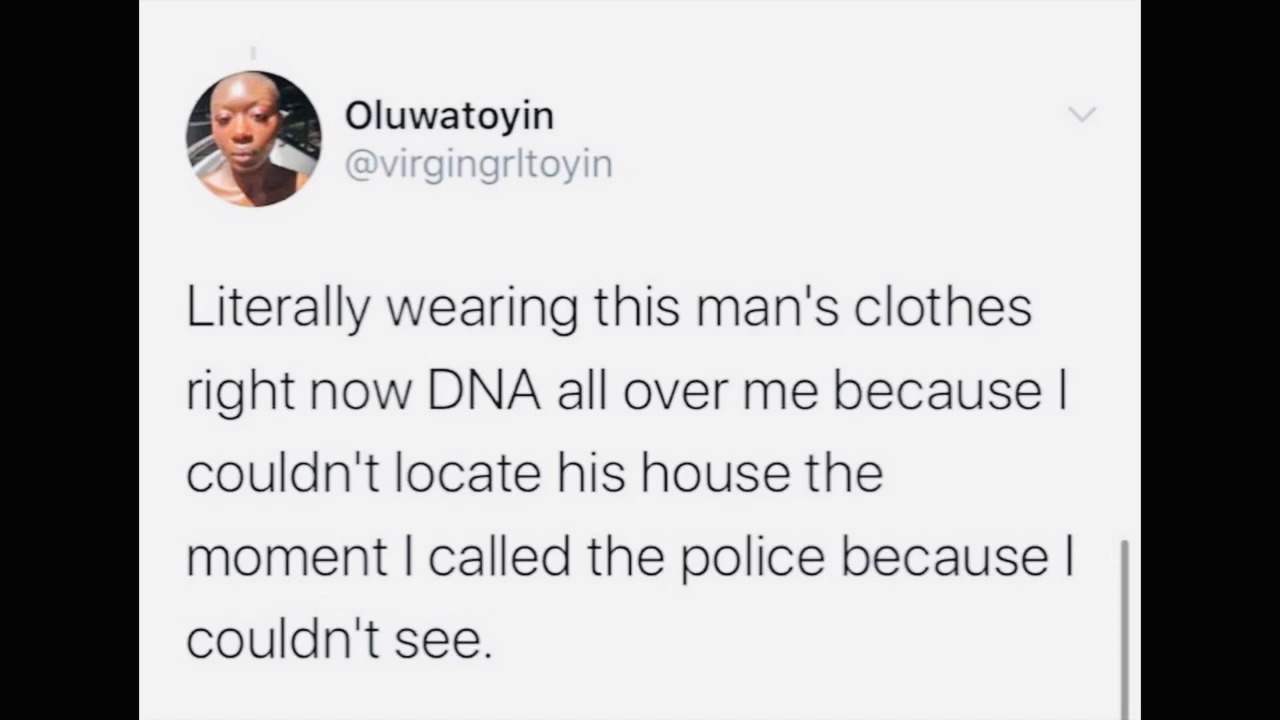 Oluwatoyin
@virgingrltoyin
Literally wearing this man's clothes
right now DNA all over me because I
couldn't locate his house the
moment I called the police because I
couldn't see.